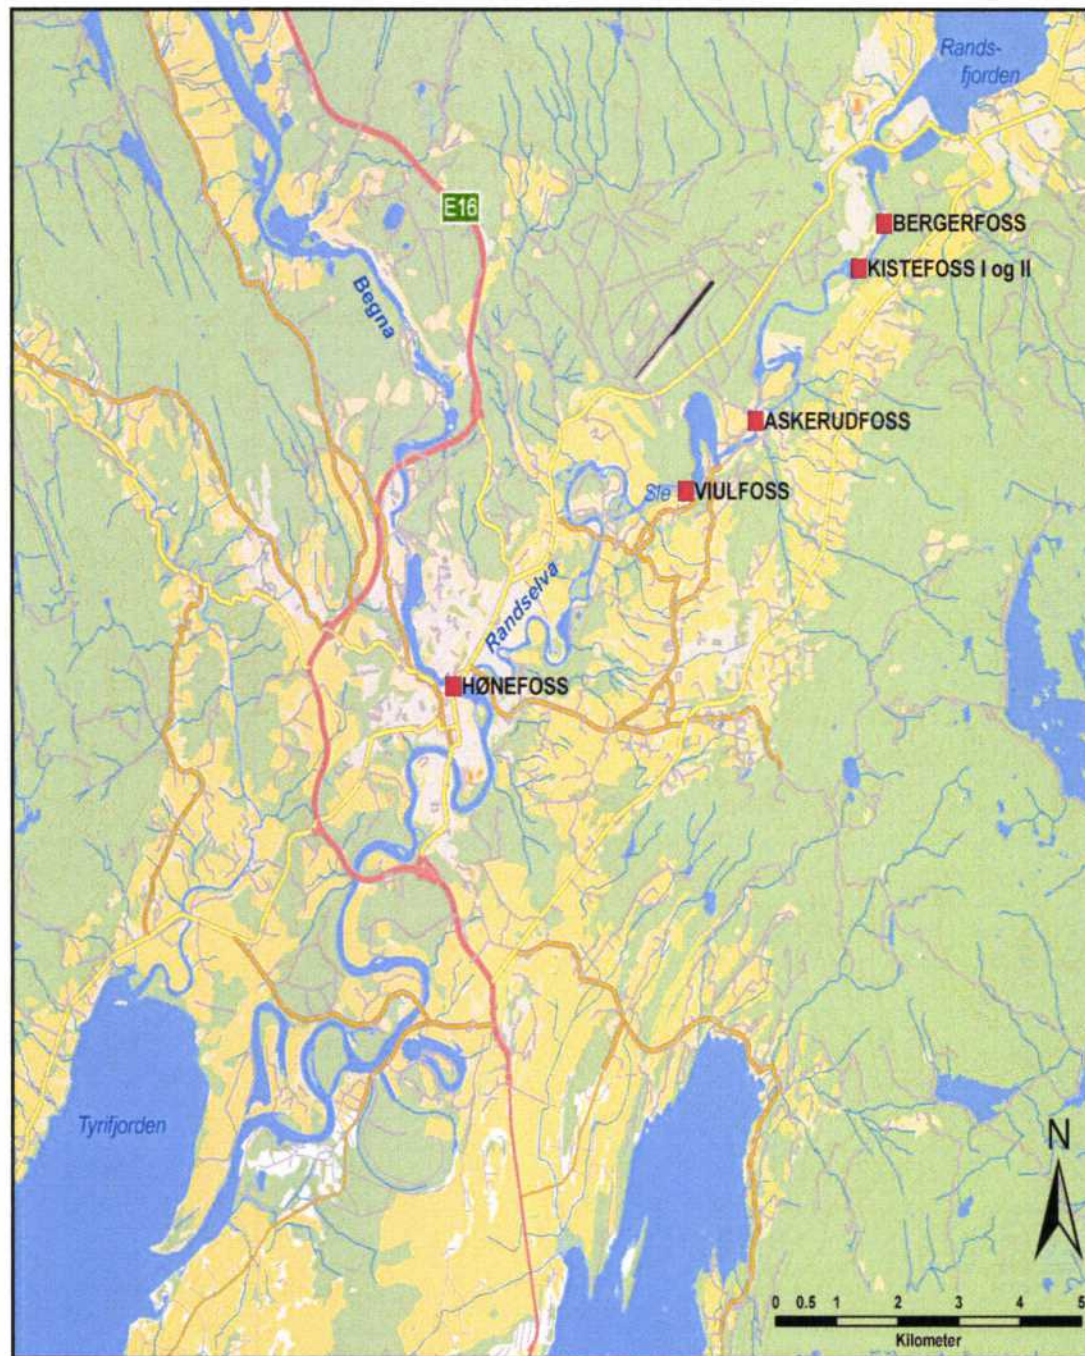 Rands-
fjorden
E16
BERGERFOSS
KISTEFOSS I og II
Begna
ASKERUDFOSS
Ste
VIULFOSS
Randselva
HØNEFOSS
Tyrifjorden
N
0 0.5 1 2 3 4 5
Kilometer